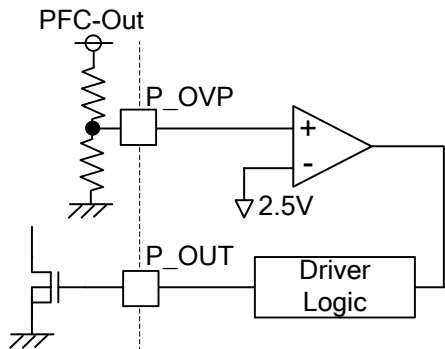 PFC-Out
P_OVP
+
-
2.5V
P_OUT
Driver
Logic